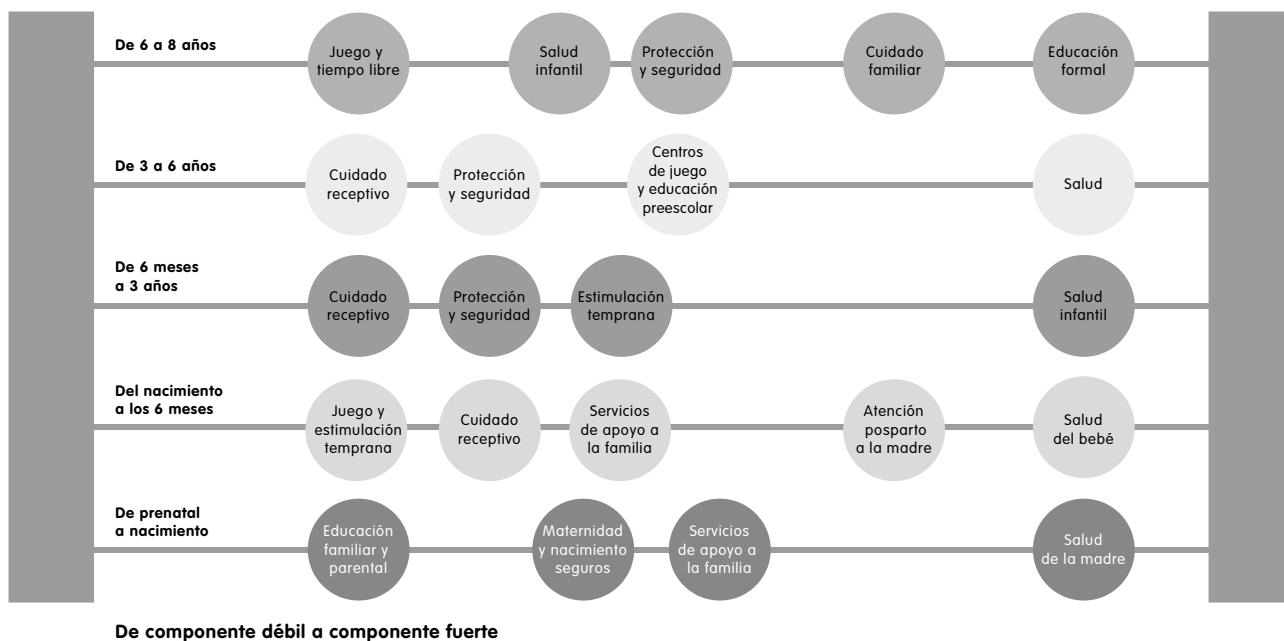 De 6 a 8 años
Juego y
tiempo libre
Salud
infantil
Protección
y seguridad
Cuidado
familiar
Educación
formal
De 3 a 6 años
Cuidado
receptivo
Protección
y seguridad
Centros
de juego
y educación
preescolar
Salud
De 6 meses
a 3 años
Cuidado
receptivo
Protección
y seguridad
Estimulación
temprana
Salud
infantil
Del nacimiento
a los 6 meses
Juego y
estimulación
temprana
Cuidado
receptivo
Servicios
de apoyo a
la familia
Atención
posparto
a la madre
Salud
del bebé
De prenatal
a nacimiento
Educación
familiar y
parental
Maternidad
y nacimiento
seguros
Servicios
de apoyo a
la familia
Salud
de la madre
De componente débil a componente fuerte